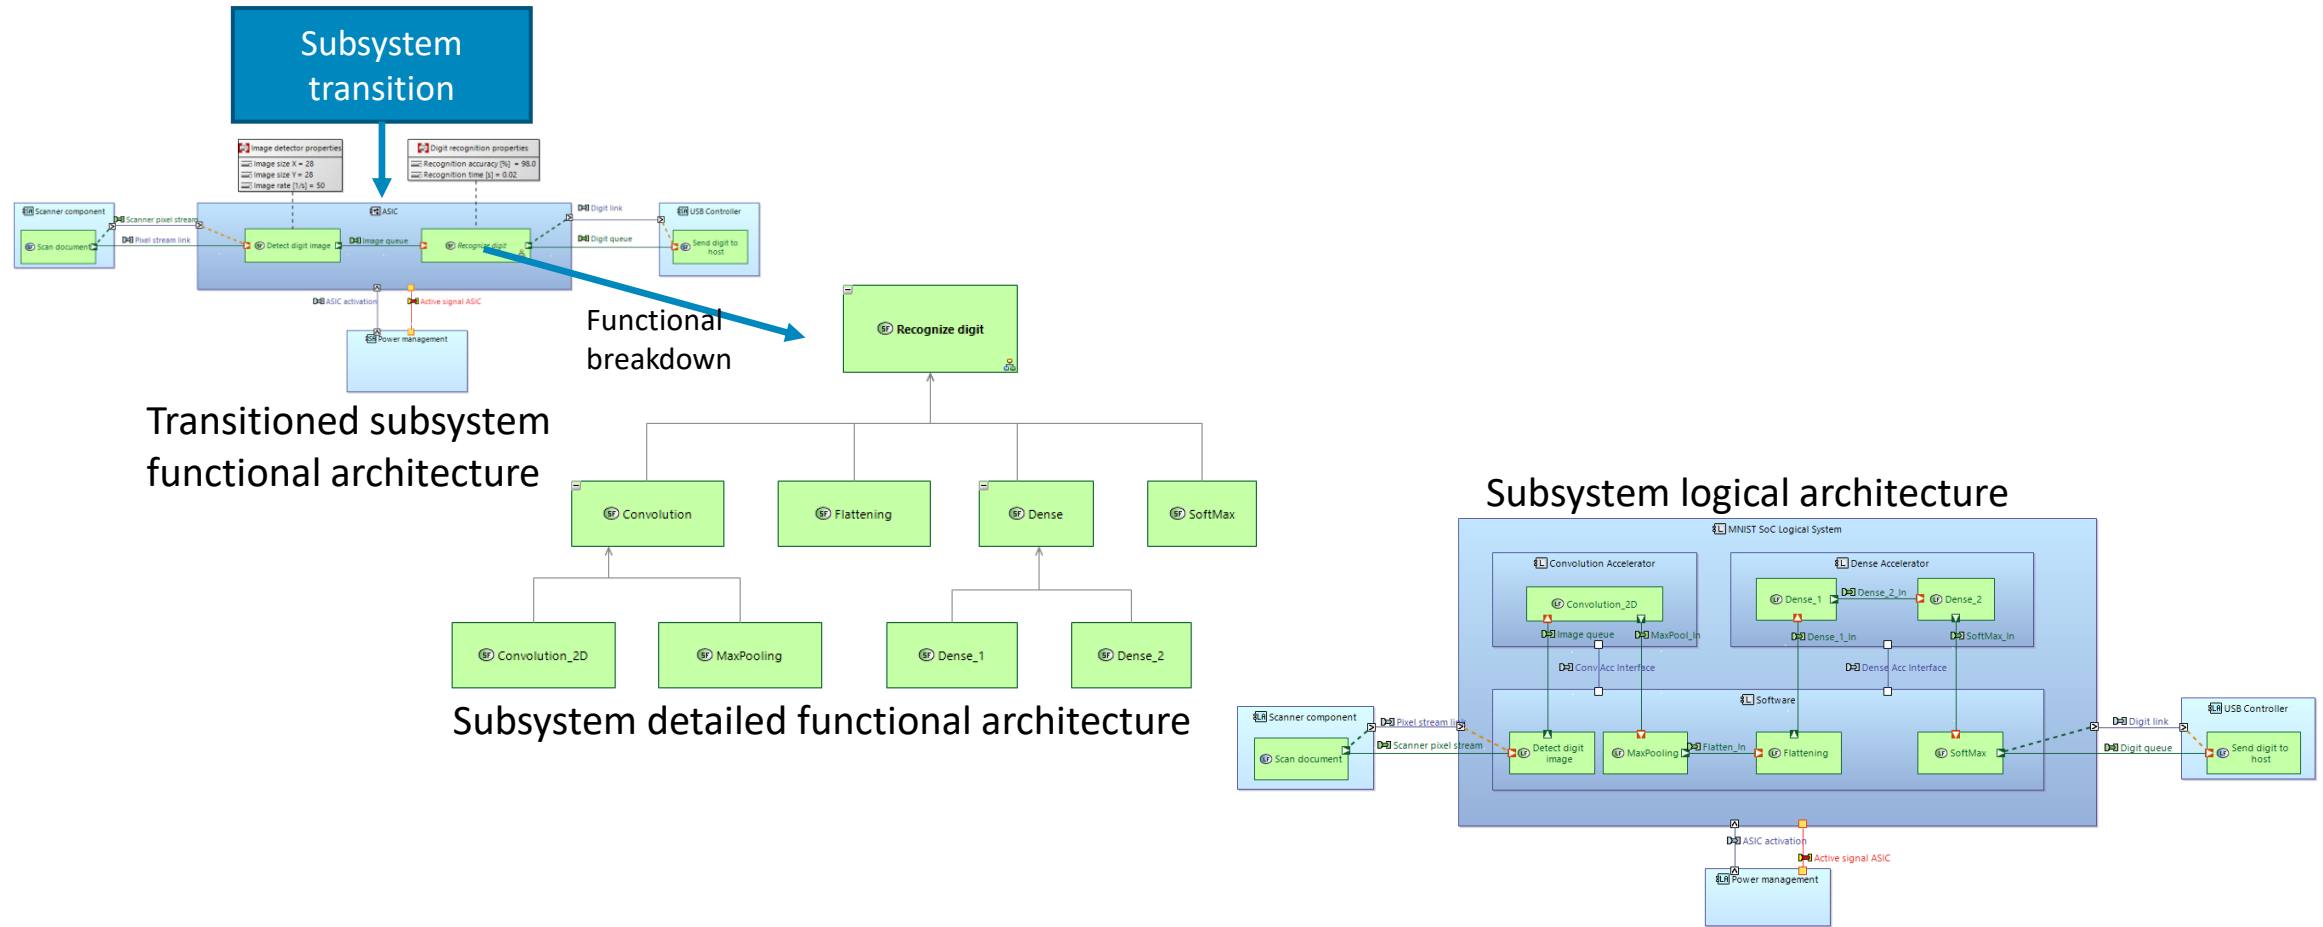 Subsystem
transition
Image detector properties
Image size X = 28
Image size Y = 28
Image rate [1/s] = 50
Digit recognition properties
Recognition accuracy [%] = 98.0
Recognition time [s] = 0.02
Scanner component
Scan document
Scanner pixel stream
Pixel stream link
ASIC
Detect digit image
Image queue
Recognize digit
Digit link
Digit queue
USB Controller
Send digit to
host
ASIC activation
Active signal ASIC
Power management
Transitioned subsystem
functional architecture
Functional
breakdown
Recognize digit
Convolution
Flattening
Dense
SoftMax
Convolution_2D
MaxPooling
Dense_1
Dense_2
Subsystem detailed functional architecture
Subsystem logical architecture
MNIST SoC Logical System
Convolution Accelerator
Convolution_2D
Image queue
MaxPool_In
Conv Acc Interface
Dense Accelerator
Dense_1
Dense_2_In
Dense_2
Dense_1_In
SoftMax_In
Dense Acc Interface
Software
Detect digit
image
MaxPooling
Flatten_In
Flattening
SoftMax
Scanner component
Scan document
Pixel stream link
Scanner pixel stream
Digit link
Digit queue
USB Controller
Send digit to
host
ASIC activation
Active signal ASIC
Power management